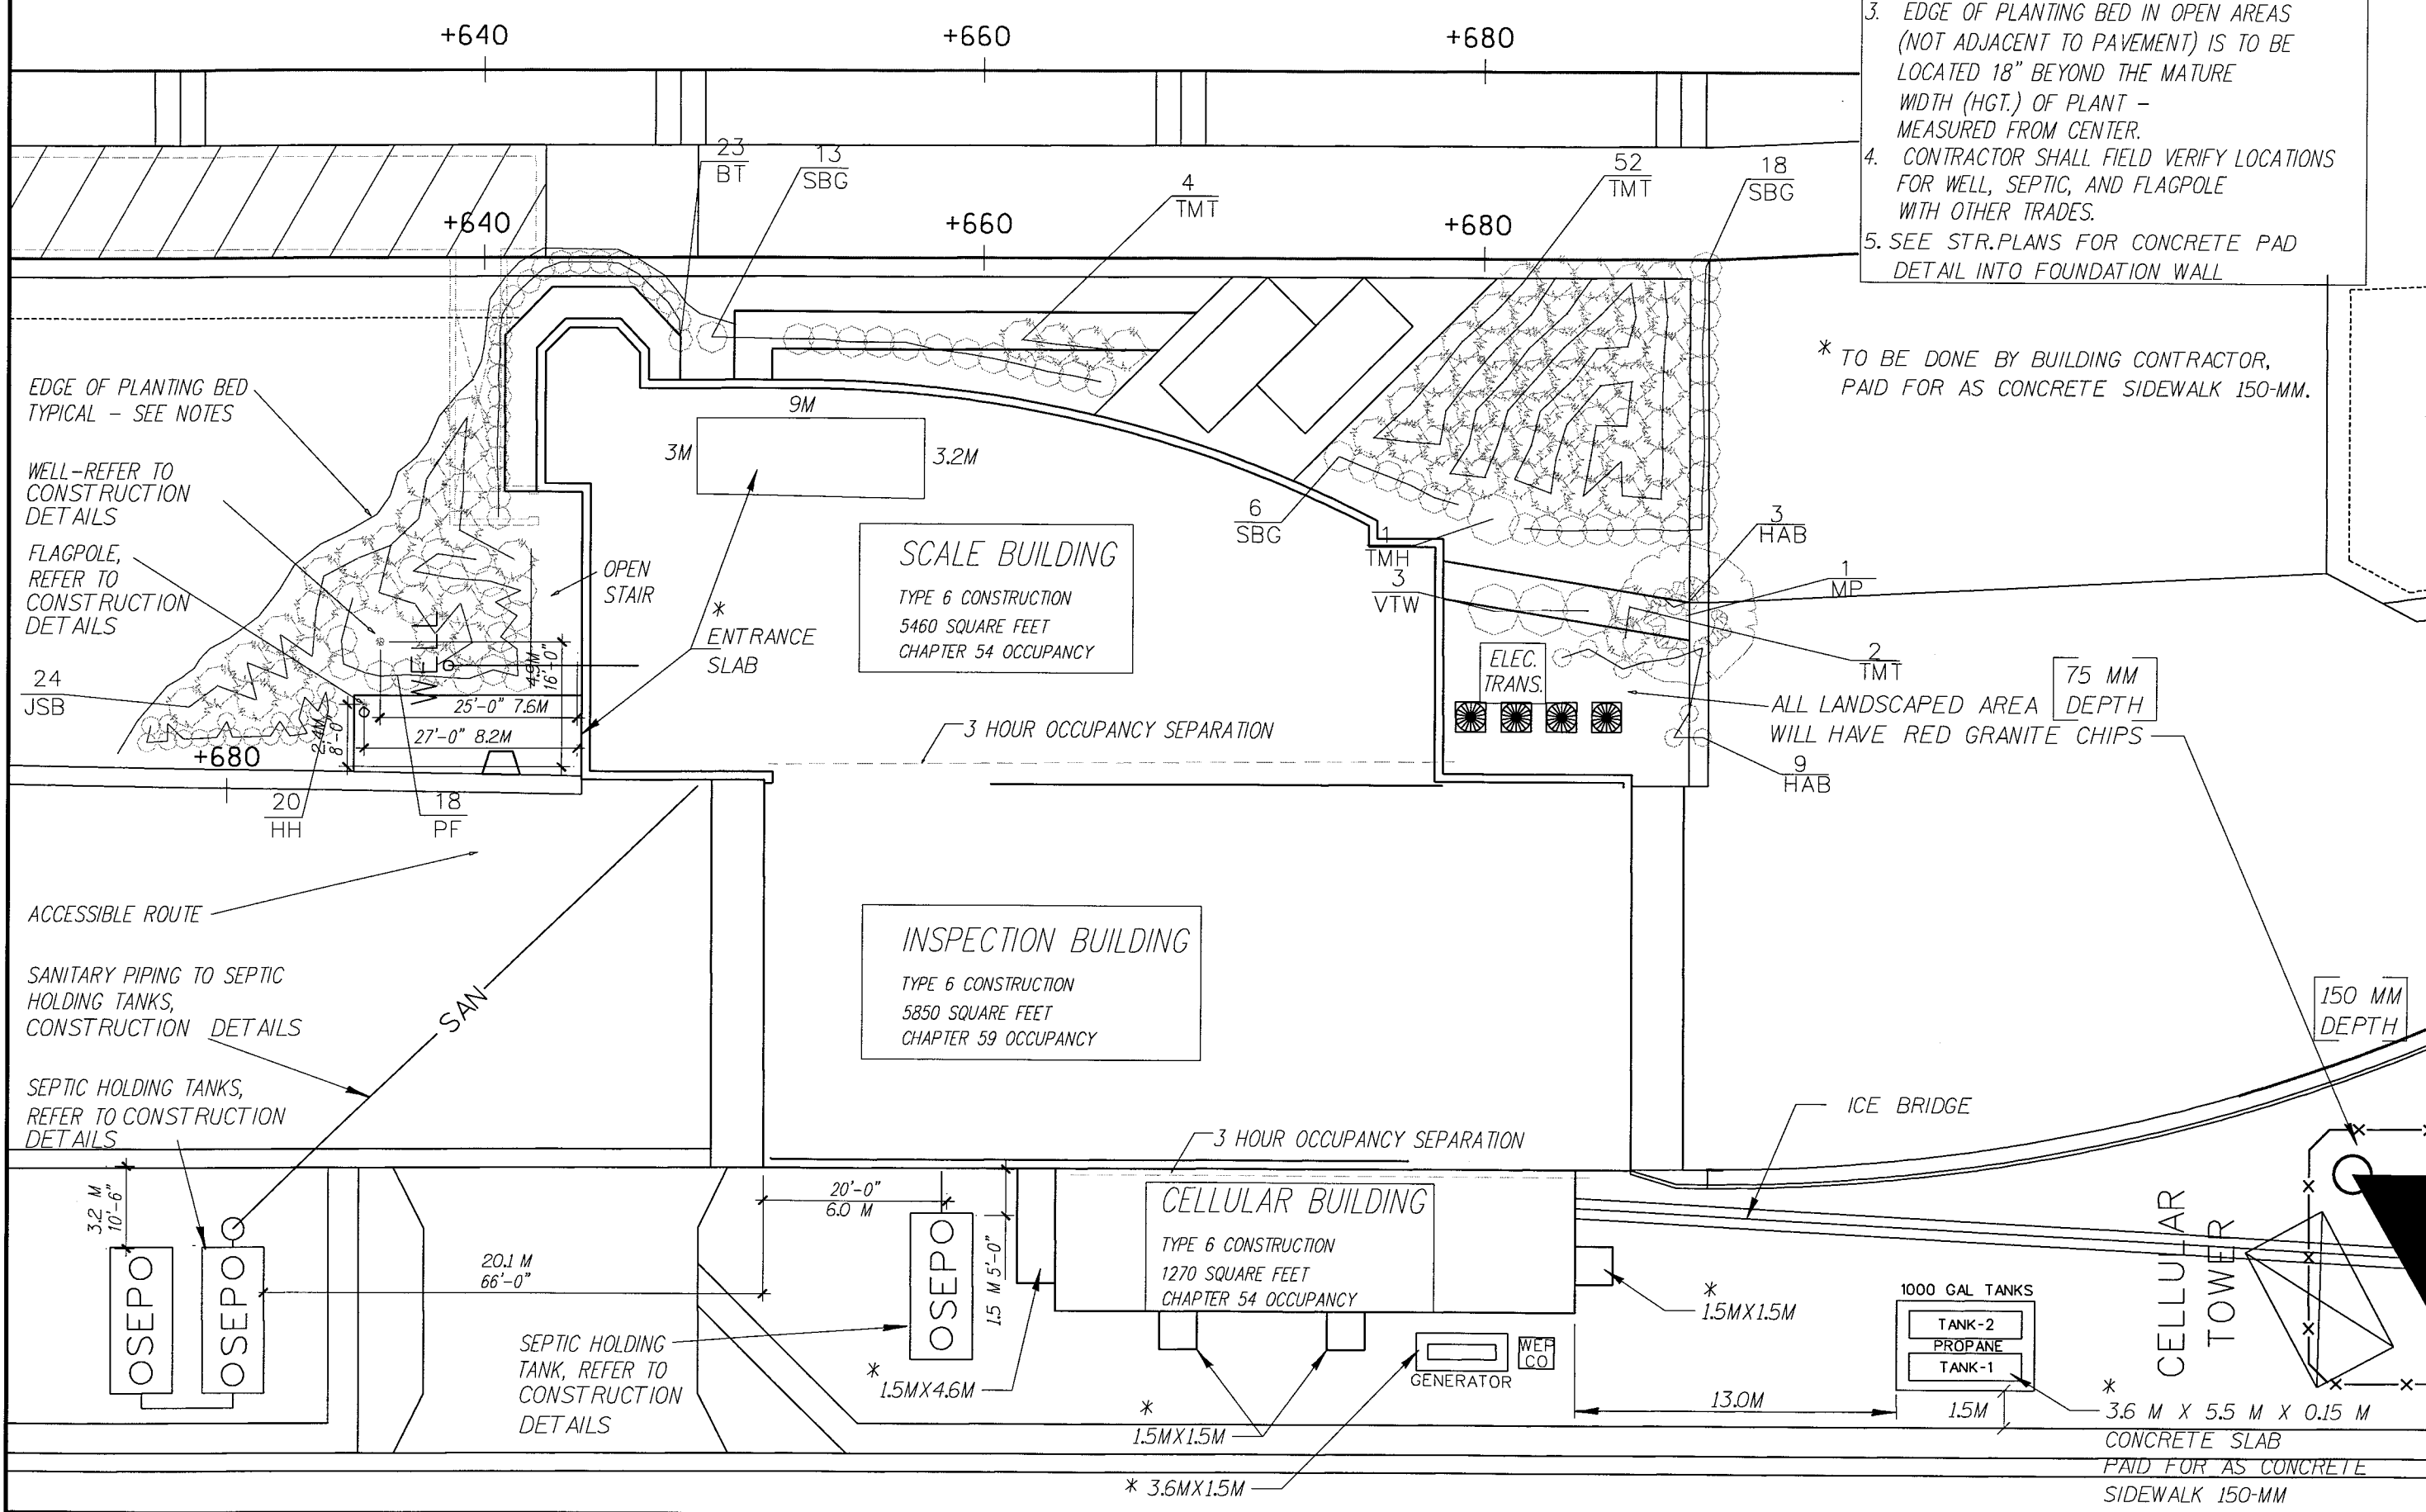 3. EDGE OF PLANTING BED IN OPEN AREAS
(NOT ADJACENT TO PAVEMENT) IS TO BE
LOCATED 18" BEYOND THE MATURE
WIDTH (HGT.) OF PLANT -
MEASURED FROM CENTER.
4. CONTRACTOR SHALL FIELD VERIFY LOCATIONS
FOR WELL, SEPTIC, AND FLAGPOLE
WITH OTHER TRADES.
5. SEE STR.PLANS FOR CONCRETE PAD
DETAIL INTO FOUNDATION WALL
+640
+660
+680
23
BT
13
SBG
4
TMT
52
TMT
18
SBG
+640
+660
+680
* TO BE DONE BY BUILDING CONTRACTOR,
PAID FOR AS CONCRETE SIDEWALK 150-MM.
EDGE OF PLANTING BED
TYPICAL - SEE NOTES
WELL-REFER TO
CONSTRUCTION
DETAILS
FLAGPOLE,
REFER TO
CONSTRUCTION
DETAILS
24
JSB
9M
3M
3.2M
OPEN
STAIR
*
ENTRANCE
SLAB
SCALE BUILDING
TYPE 6 CONSTRUCTION
5460 SQUARE FEET
CHAPTER 54 OCCUPANCY
6
SBG
1
TMH
3
VTW
3
HAB
1
MP
2
TMT
ELEC.
TRANS.
75 MM
DEPTH
ALL LANDSCAPED AREA
WILL HAVE RED GRANITE CHIPS
9
HAB
WELL
4.9M
16'-0"
25'-0" 7.6M
27'-0" 8.2M
2.4M
8'-0"
+680
20
HH
18
PF
3 HOUR OCCUPANCY SEPARATION
ACCESSIBLE ROUTE
SANITARY PIPING TO SEPTIC
HOLDING TANKS,
CONSTRUCTION DETAILS
SAN
SEPTIC HOLDING TANKS,
REFER TO CONSTRUCTION
DETAILS
INSPECTION BUILDING
TYPE 6 CONSTRUCTION
5850 SQUARE FEET
CHAPTER 59 OCCUPANCY
150 MM
DEPTH
ICE BRIDGE
3 HOUR OCCUPANCY SEPARATION
3.2 M
10'-6"
OSEPO
OSEPO
20.1 M
66'-0"
20'-0"
6.0 M
OSEPO
1.5 M 5'-0"
CELLULAR BUILDING
TYPE 6 CONSTRUCTION
1270 SQUARE FEET
CHAPTER 54 OCCUPANCY
SEPTIC HOLDING
TANK, REFER TO
CONSTRUCTION
DETAILS
*
1.5MX4.6M
*
1.5MX1.5M
* 3.6MX1.5M
GENERATOR
WEP
CO
*
1.5MX1.5M
13.0M
1000 GAL TANKS
TANK-2
PROPANE
TANK-1
1.5M
CELLULAR
TOWER
*
3.6 M X 5.5 M X 0.15 M
CONCRETE SLAB
PAID FOR AS CONCRETE
SIDEWALK 150-MM